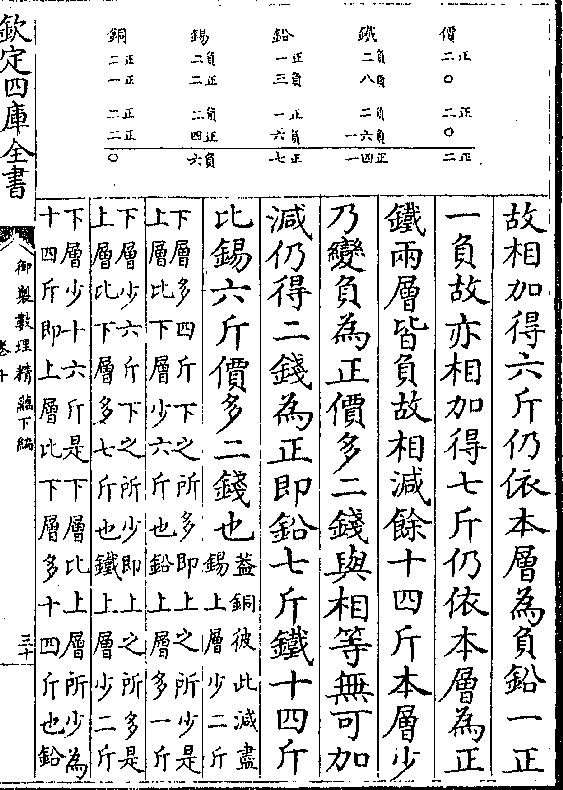 銅 錫 鉛 鐵 價
二正 二負 一正 二負 二正
一正 二正 三負 八負 ○
二正 二負 一正 二負 二正
二正 四正 六負 一六負 ○
○ 六負 七正 一四正 二正
故相加得六斤仍依本層為負鉛一正
一負故亦相加得七斤仍依本層為正
鐵兩層皆負故相減餘十四斤本層少
乃變負為正價多二錢與相等無可加
減仍得二錢為正即鉛七斤鐵十四斤
比錫六斤價多二錢也
蓋銅彼此減盡
錫上層少二斤
下層多四斤下之所多即上之所少是
上層比下層少六斤也鉛上層多一斤
下層少六斤下之所少即上之所多是
上層比下層多七斤也鐵上層少二斤
下層少十六斤是下層比上層所少為
十四斤即上層比下層多十四斤也鉛
欽定四庫全書
御製數理精蘊下編
卷十
三十